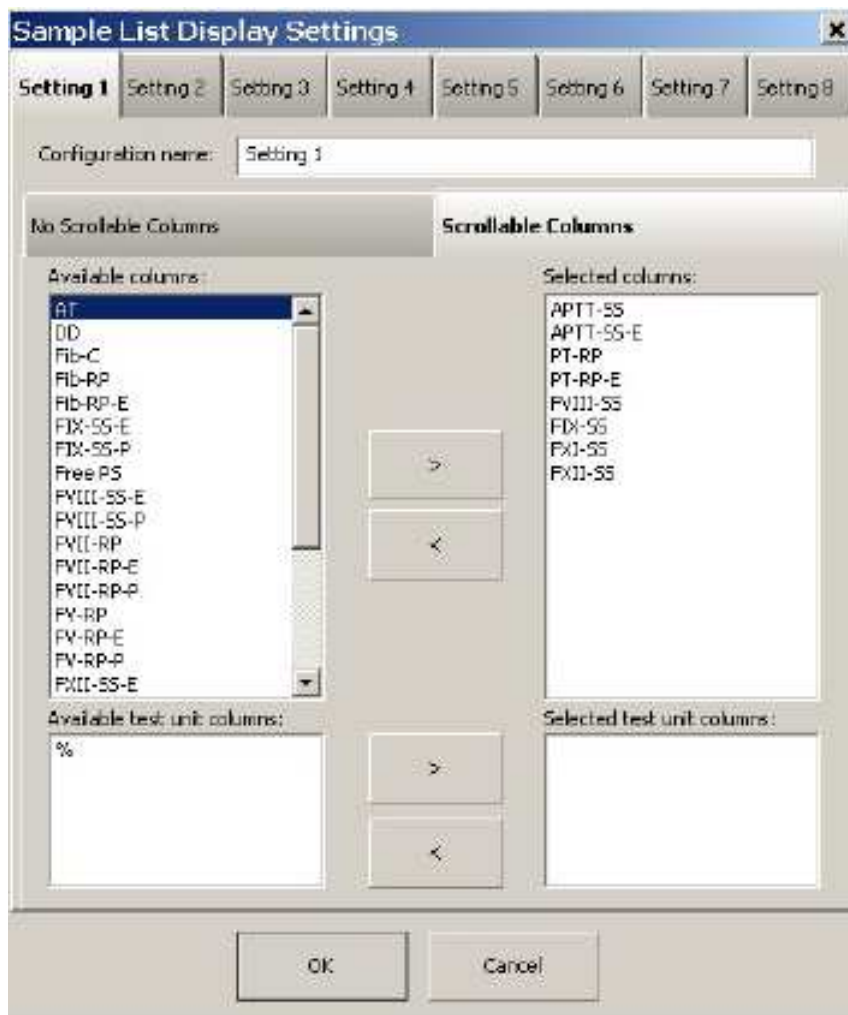 Sample List Display Settings
Setting 1 Setting 2 Setting 3 Setting 4 Setting 5 Setting 6 Setting 7 Setting 8
Configuration name: Setting 1
No Scrollable Columns Scrollable Columns
Available columns: Selected columns:
AT
DD
Fib-C
Fib-RP
Fib-RP-E
FIX-SS-E
FIX-SS-P
Free PS
FVIII-SS-E
FVIII-SS-P
FVII-RP
FVII-RP-E
FVII-RP-P
FV-RP
FV-RP-E
FV-RP-P
FXII-SS-E
>
<
APTT-SS
APTT-SS-E
PT-RP
PT-RP-E
FVIII-SS
FIX-SS
FXI-SS
FXII-SS
Available test unit columns: Selected test unit columns:
%
>
<
OK Cancel